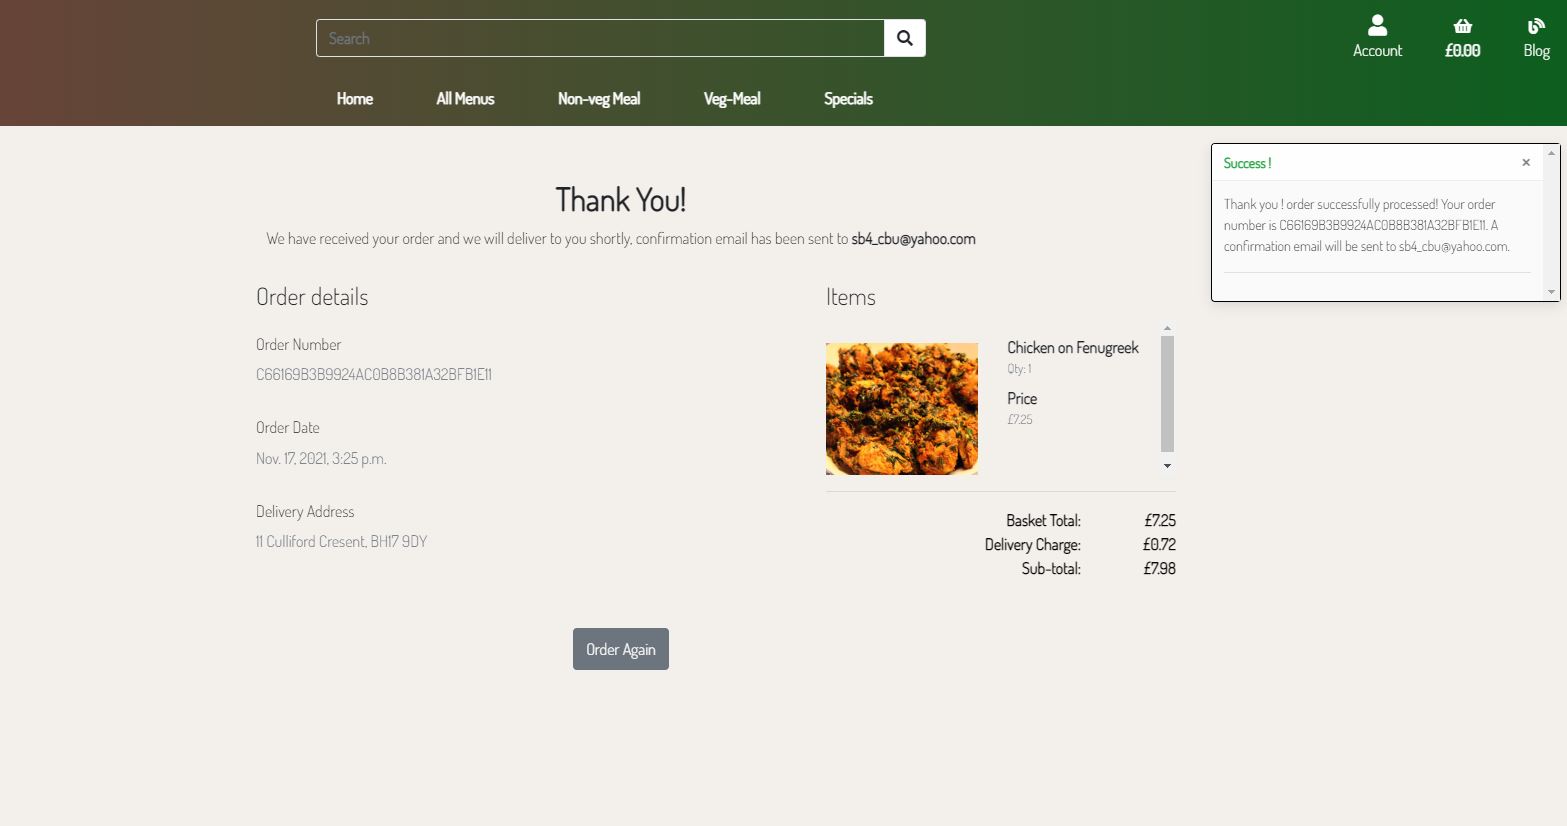 Search
Account
£0.00
Blog
Home
All Menus
Non-veg Meal
Veg-Meal
Specials
Success !
×
Thank you ! order successfully processed! Your order
number is C66169B3B9924AC0B8B381A32BFB1E11. A
confirmation email will be sent to sb4_cbu@yahoo.com.
Thank You!
We have received your order and we will deliver to you shortly, confirmation email has been sent to sb4_cbu@yahoo.com
Order details
Order Number
C66169B3B9924AC0B8B381A32BFB1E11
Order Date
Nov. 17, 2021, 3:25 p.m.
Delivery Address
11 Culliford Cresent, BH17 9DY
Items
Chicken on Fenugreek
Qty: 1
Price
£7.25
Basket Total: £7.25
Delivery Charge: £0.72
Sub-total: £7.98
Order Again